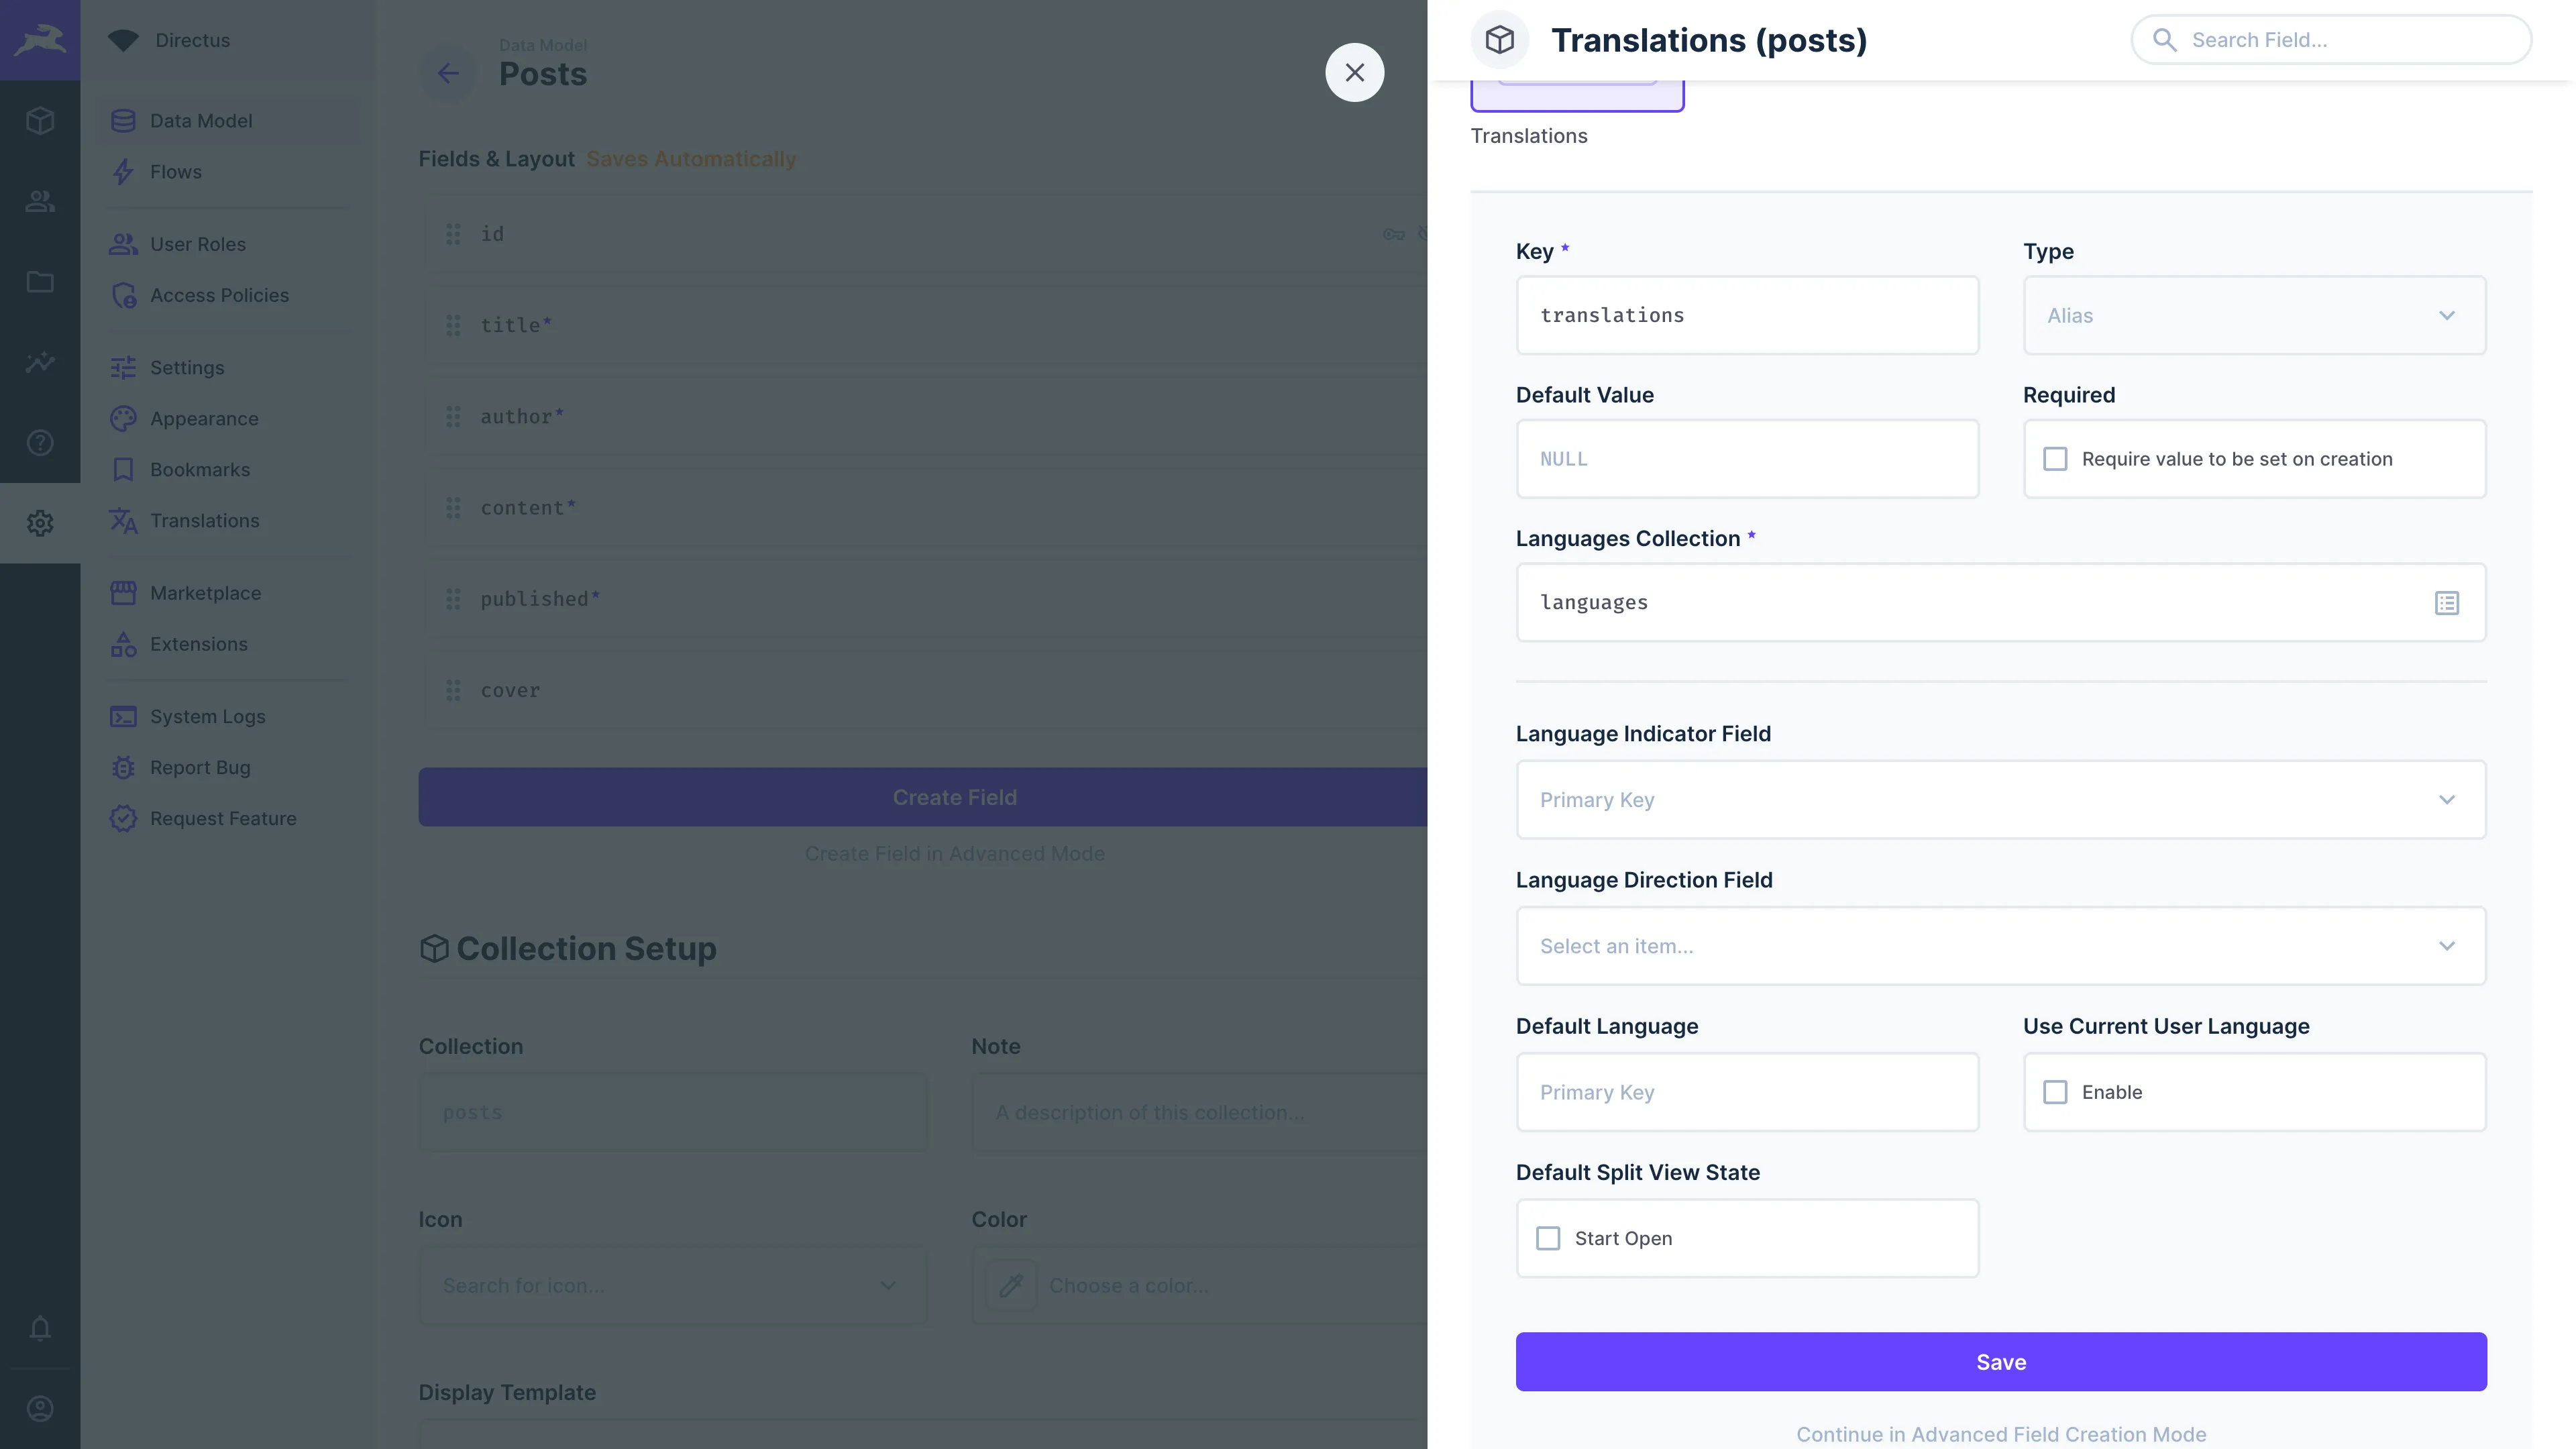 Directus
Data Model
Flows
User Roles
Access Policies
Settings
Appearance
Bookmarks
Translations
Marketplace
Extensions
System Logs
Report Bug
Request Feature
Data Model
Posts
Fields & Layout Saves Automatically
id
title*
author*
content*
published*
cover
Create Field
Create Field in Advanced Mode
Collection Setup
Collection
Note
posts
A description of this collection...
Icon
Color
Search for icon...
Choose a color...
Display Template
Translations (posts)
Search Field...
Translations
Key *
Type
translations
Alias
Default Value
Required
NULL
Require value to be set on creation
Languages Collection *
languages
Language Indicator Field
Primary Key
Language Direction Field
Select an item...
Default Language
Use Current User Language
Primary Key
Enable
Default Split View State
Start Open
Save
Continue in Advanced Field Creation Mode